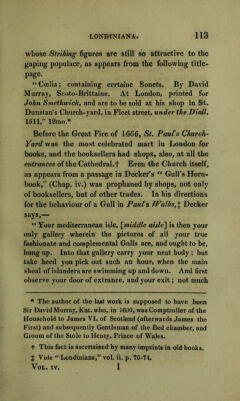 LONDINIANA. 113
whose Striking figures are still so attractive to the
gaping populace, as appears from the following title-
page.
"Cœlia; containing certaine Sonets. By David
Murray, Scoto-Brittaine. At London, printed for
John Smethwick, and are to be sold at his shop in St.
Dunstan's Church-yard, in Fleet street, under the Diall,
1611," 12mo.*
Before the Great Fire of 1666, St. Paul's Church-
Yard was the most celebrated mart in London for
books, and the booksellers had shops, also, at all the
entrances of the Cathedral.† Even the Church itself,
as appears from a passage in Decker's "Gull's Horn-
book," (Chap. iv.) was prophaned by shops, not only
of booksellers, but of other trades. In his directions
for the behaviour of a Gull in Paul's Walks,‡ Decker
says,—
"Your mediterranean isle, [middle aisle] is then your
only gallery wherein the pictures of all your true
fashionate and complemental Gulls are, and ought to be,
hung up. Into that gallery carry your neat body; but
take heed you pick out such an hour, when the main
shoal of islanders are swimming up and down. And first
observe your door of entrance, and your exit; not much
* The author of the last work is supposed to have been
Sir David Murray, Knt. who, in 1600, was Comptroller of the
Household to James VI. of Scotland (afterwards James the
First) and subsequently Gentleman of the Bed chamber, and
Groom of the Stole to Henry, Prince of Wales.
† This fact is ascertained by many imprints in old books.
‡ Vide "Londiniana," vol. ii. p. 70-74.
VOL. IV. I